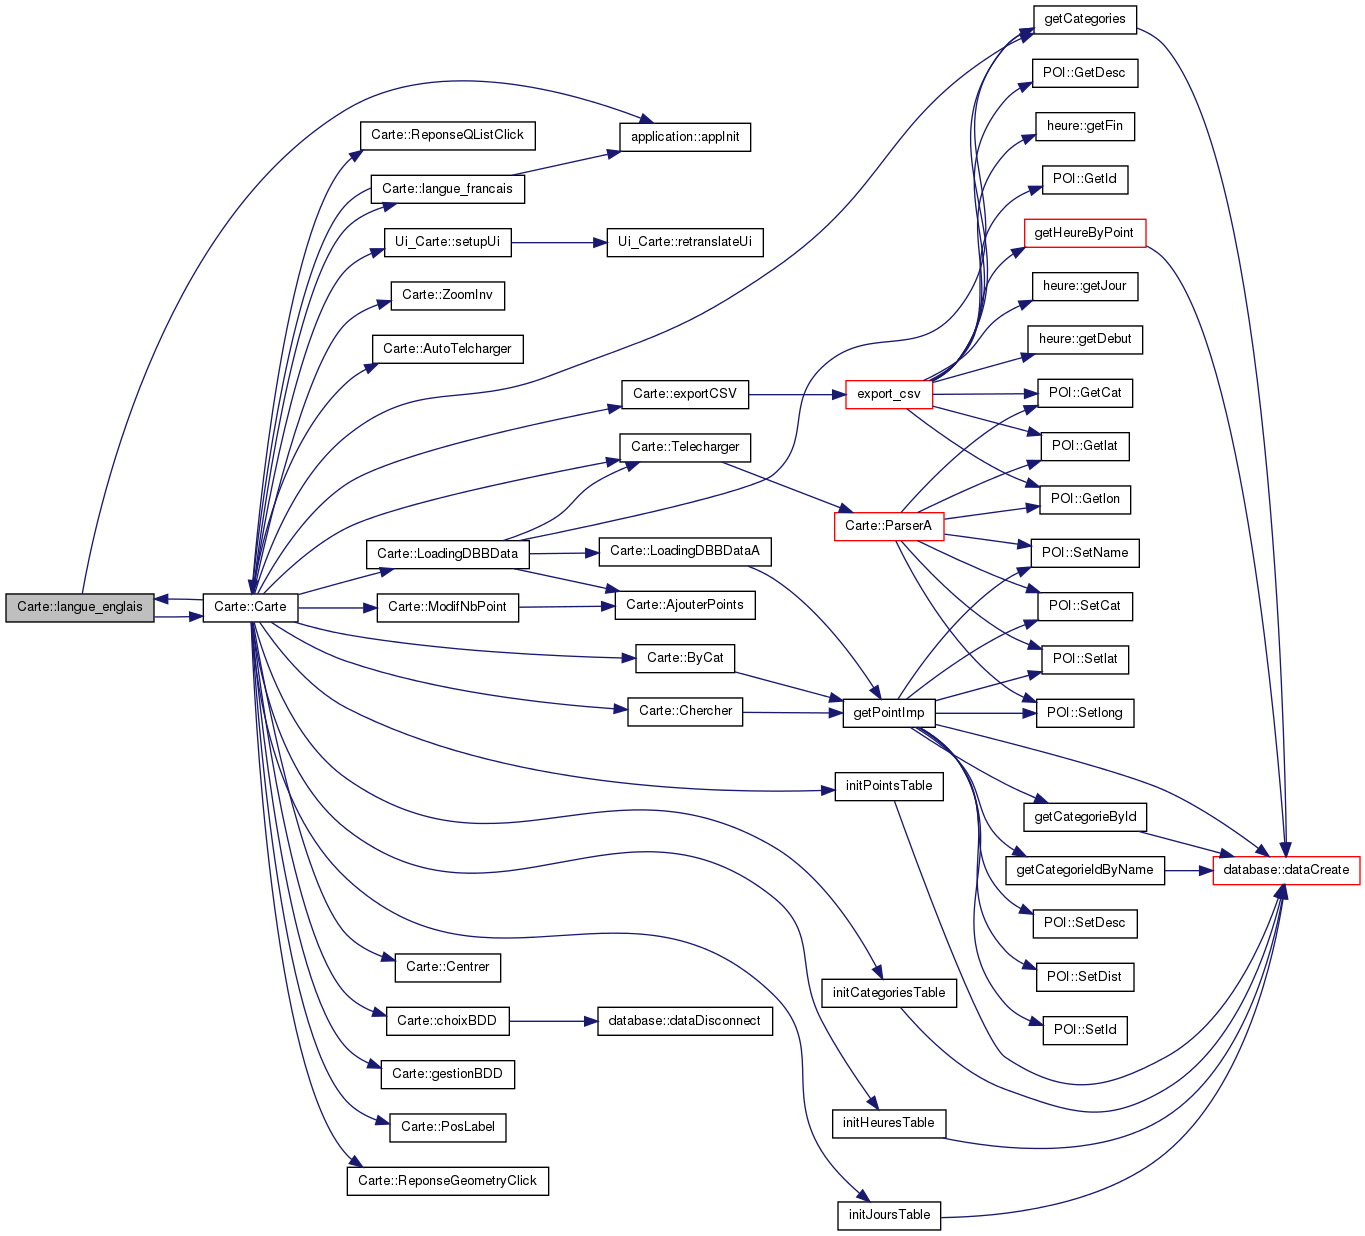 getCategories
POI::GetDesc
heure::getFin
application::appInit
Carte::ReponseQListClick
POI::GetId
Carte::langue_francais
getHeureByPoint
Ui_Carte::setupUi
Ui_Carte::retranslateUi
heure::getJour
Carte::ZoomInv
heure::getDebut
Carte::AutoTelcharger
Carte::exportCSV
export_csv
POI::GetCat
Carte::Telecharger
POI::Getlat
POI::Getlon
Carte::ParserA
Carte::LoadingDBBData
Carte::LoadingDBBDataA
POI::SetName
Carte::langue_englais
Carte::Carte
Carte::ModifNbPoint
Carte::AjouterPoints
POI::SetCat
Carte::ByCat
POI::Setlat
Carte::Chercher
getPointImp
POI::Setlong
initPointsTable
getCategorieById
getCategorieIdByName
database::dataCreate
POI::SetDesc
Carte::Centrer
POI::SetDist
initCategoriesTable
Carte::choixBDD
database::dataDisconnect
POI::SetId
Carte::gestionBDD
Carte::PosLabel
initHeuresTable
Carte::ReponseGeometryClick
initJoursTable